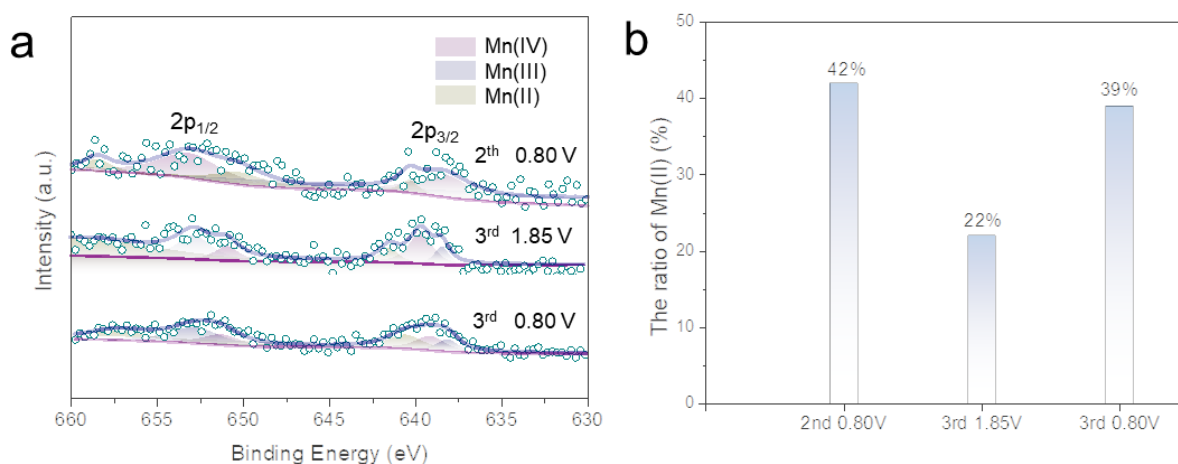 a
Mn(IV)
Mn(III)
Mn(II)
2p1/2
2p3/2
2th 0.80 V
3rd 1.85 V
3rd 0.80 V
Intensity (a.u.)
660 655 650 645 640 635 630
Binding Energy (eV)
b
The ratio of Mn(II) (%)
50
40
30
20
10
0
42%
22%
39%
2nd 0.80V 3rd 1.85V 3rd 0.80V